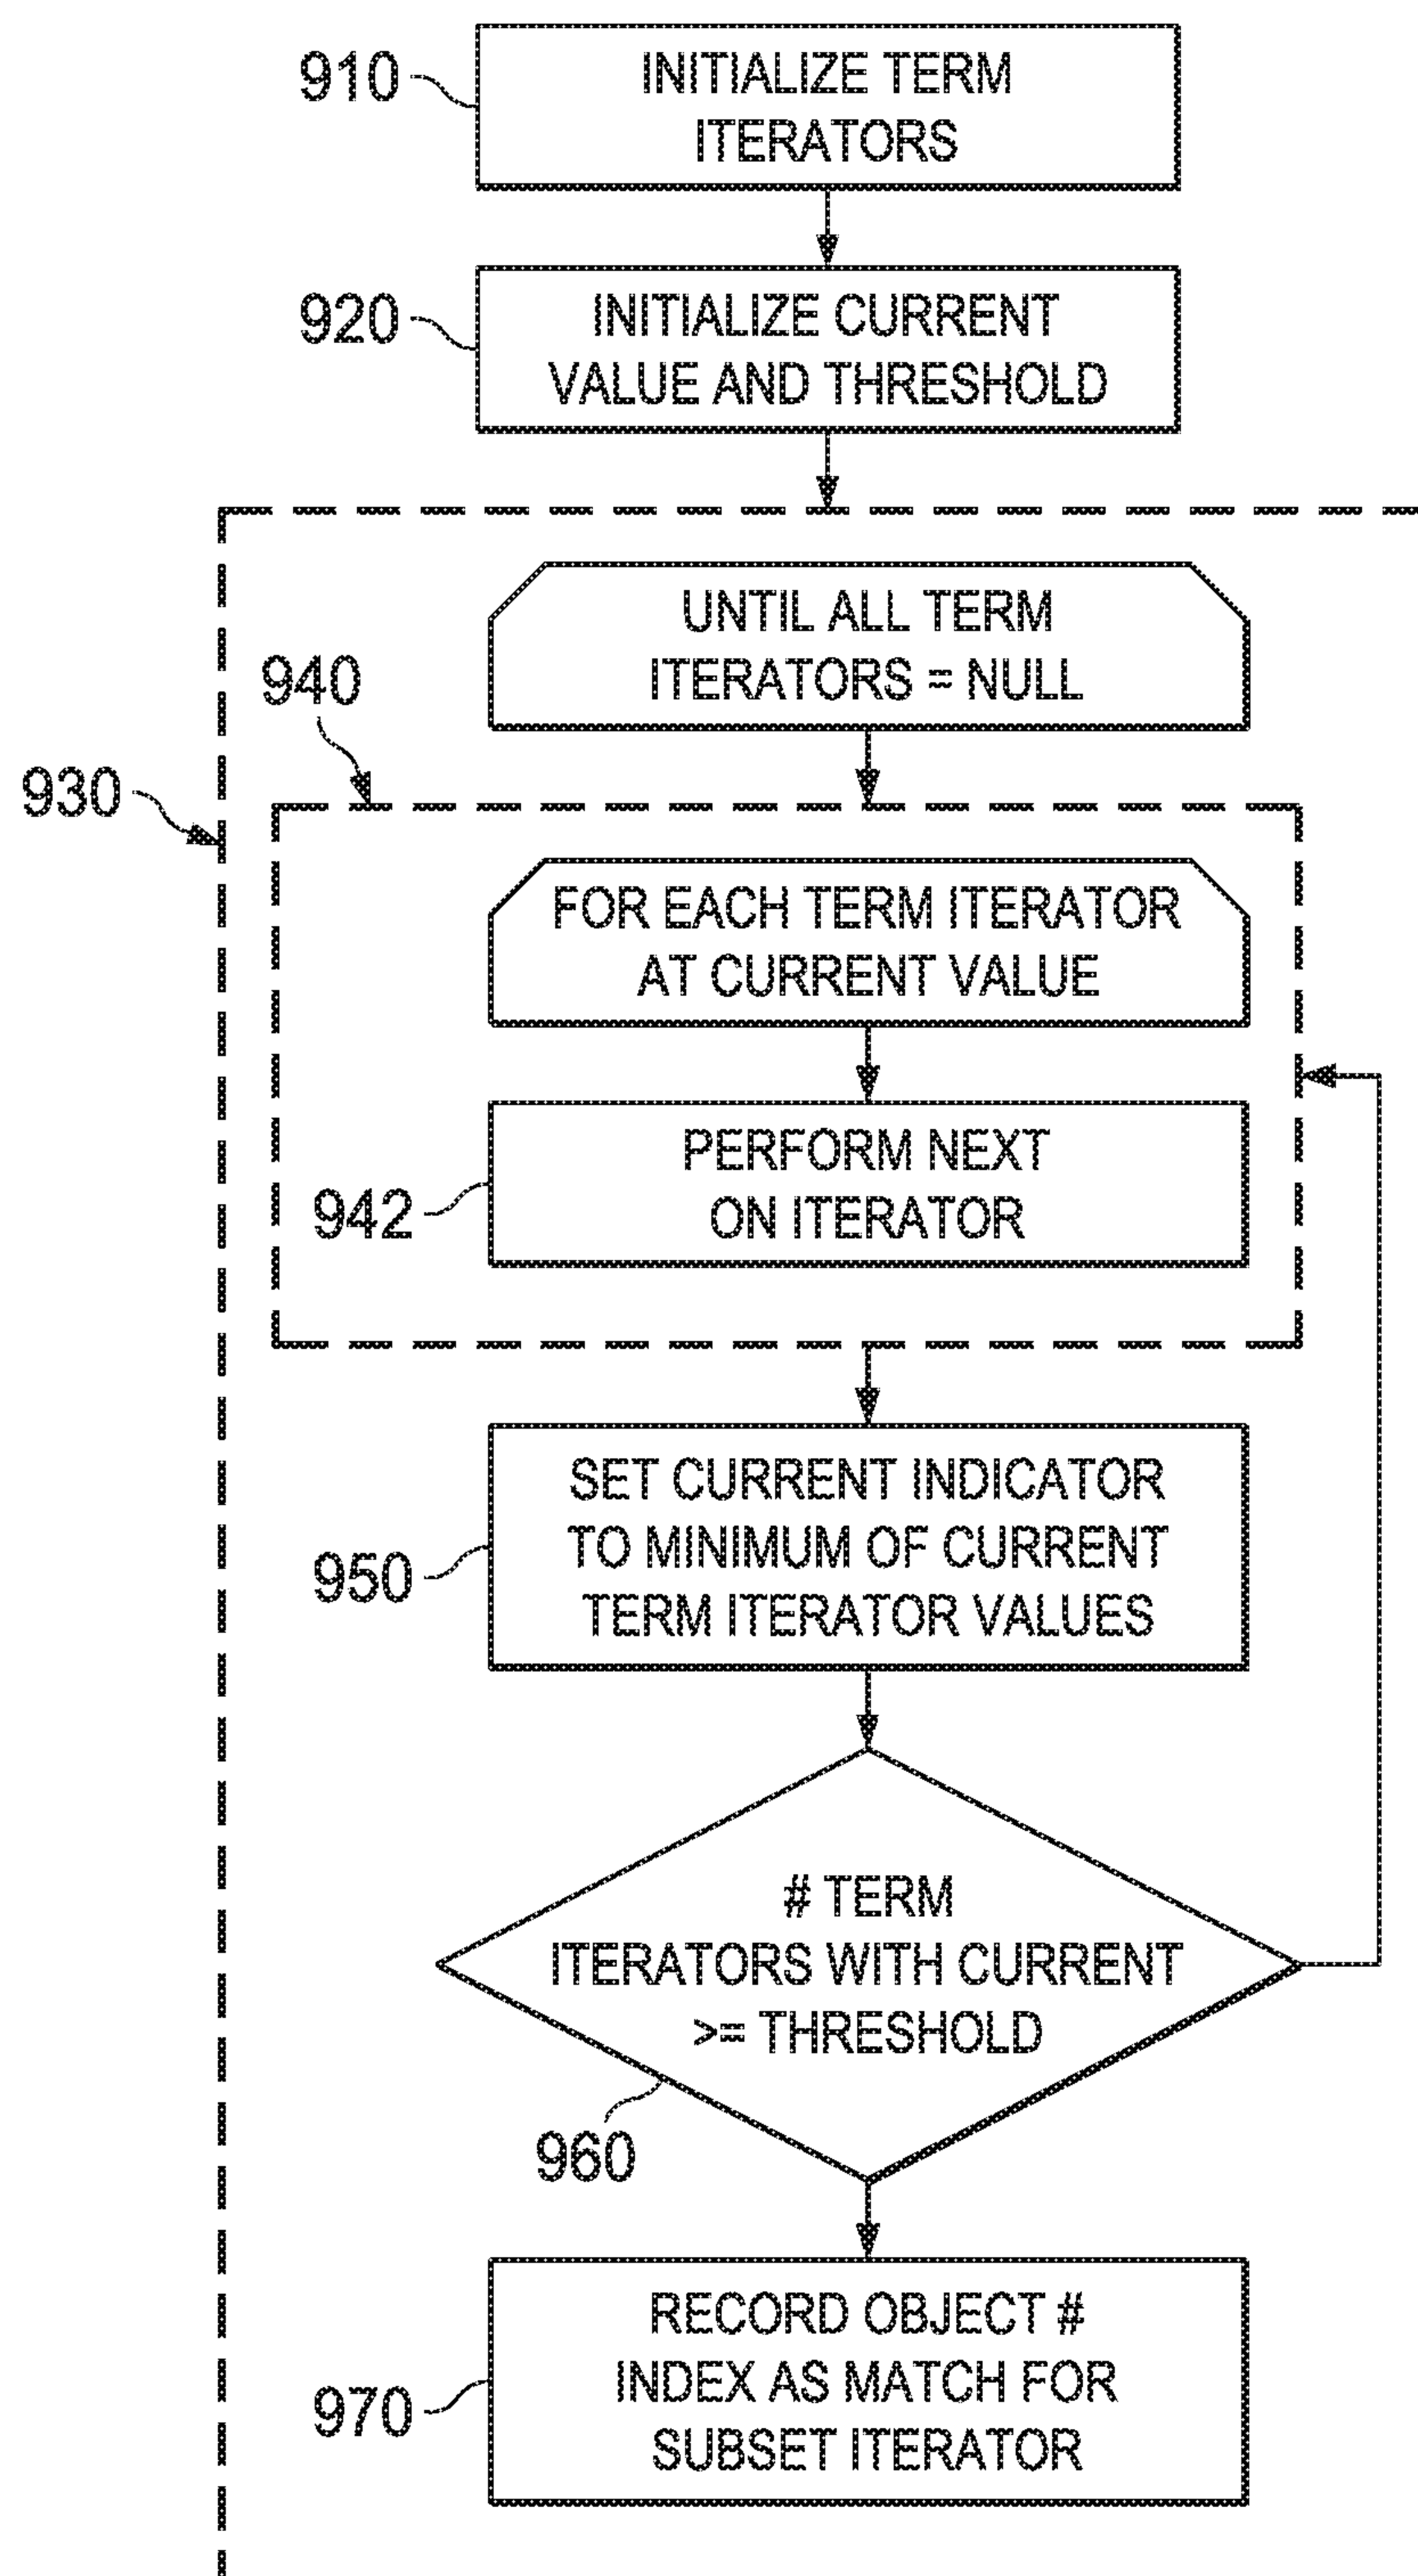 910
INITIALIZE TERM
ITERATORS
920
INITIALIZE CURRENT
VALUE AND THRESHOLD
930
UNTIL ALL TERM
ITERATORS = NULL
940
FOR EACH TERM ITERATOR
AT CURRENT VALUE
942
PERFORM NEXT
ON ITERATOR
950
SET CURRENT INDICATOR
TO MINIMUM OF CURRENT
TERM ITERATOR VALUES
# TERM
ITERATORS WITH CURRENT
>= THRESHOLD
960
970
RECORD OBJECT #
INDEX AS MATCH FOR
SUBSET ITERATOR